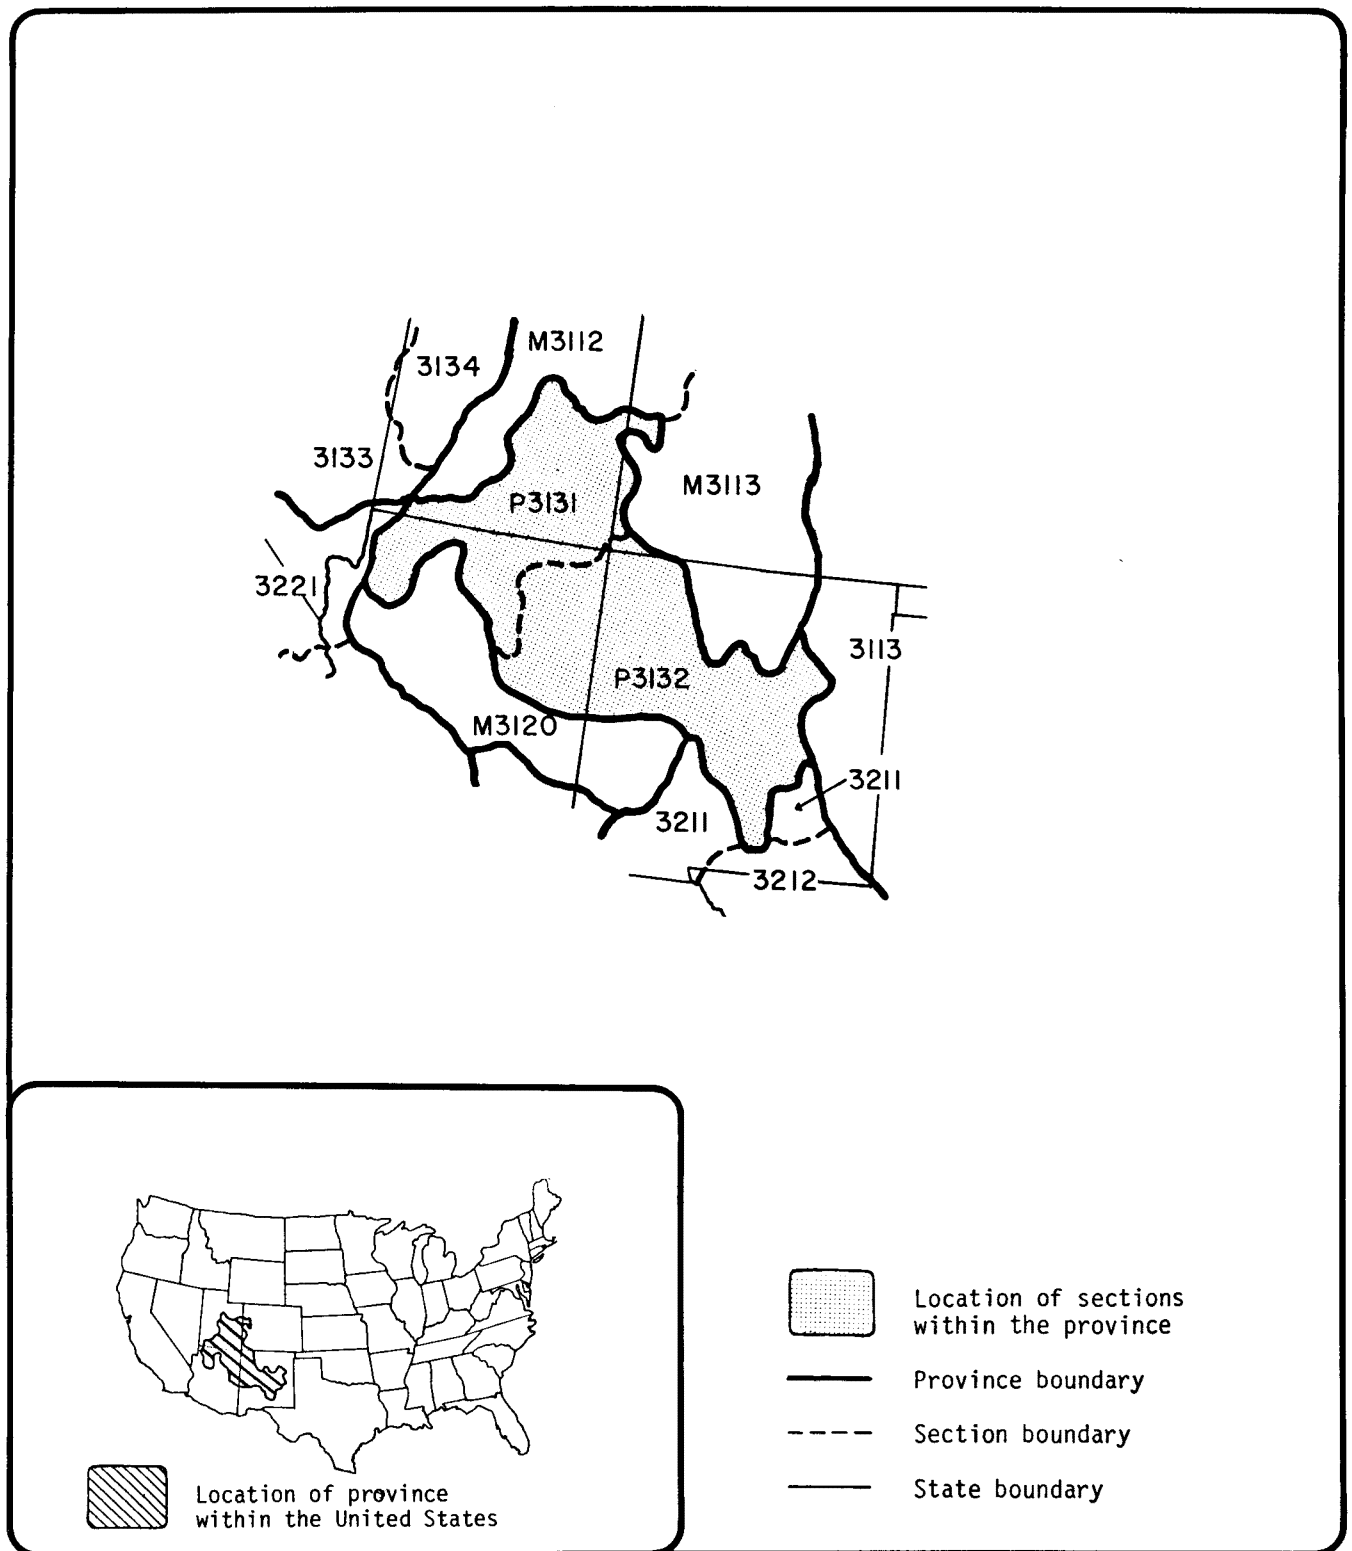 M3112
3134
3133
M3113
P3131
3221
3113
P3132
M3120
3211
3211
3212
Location of sections
within the province
Province boundary
Section boundary
State boundary
Location of province
within the United States